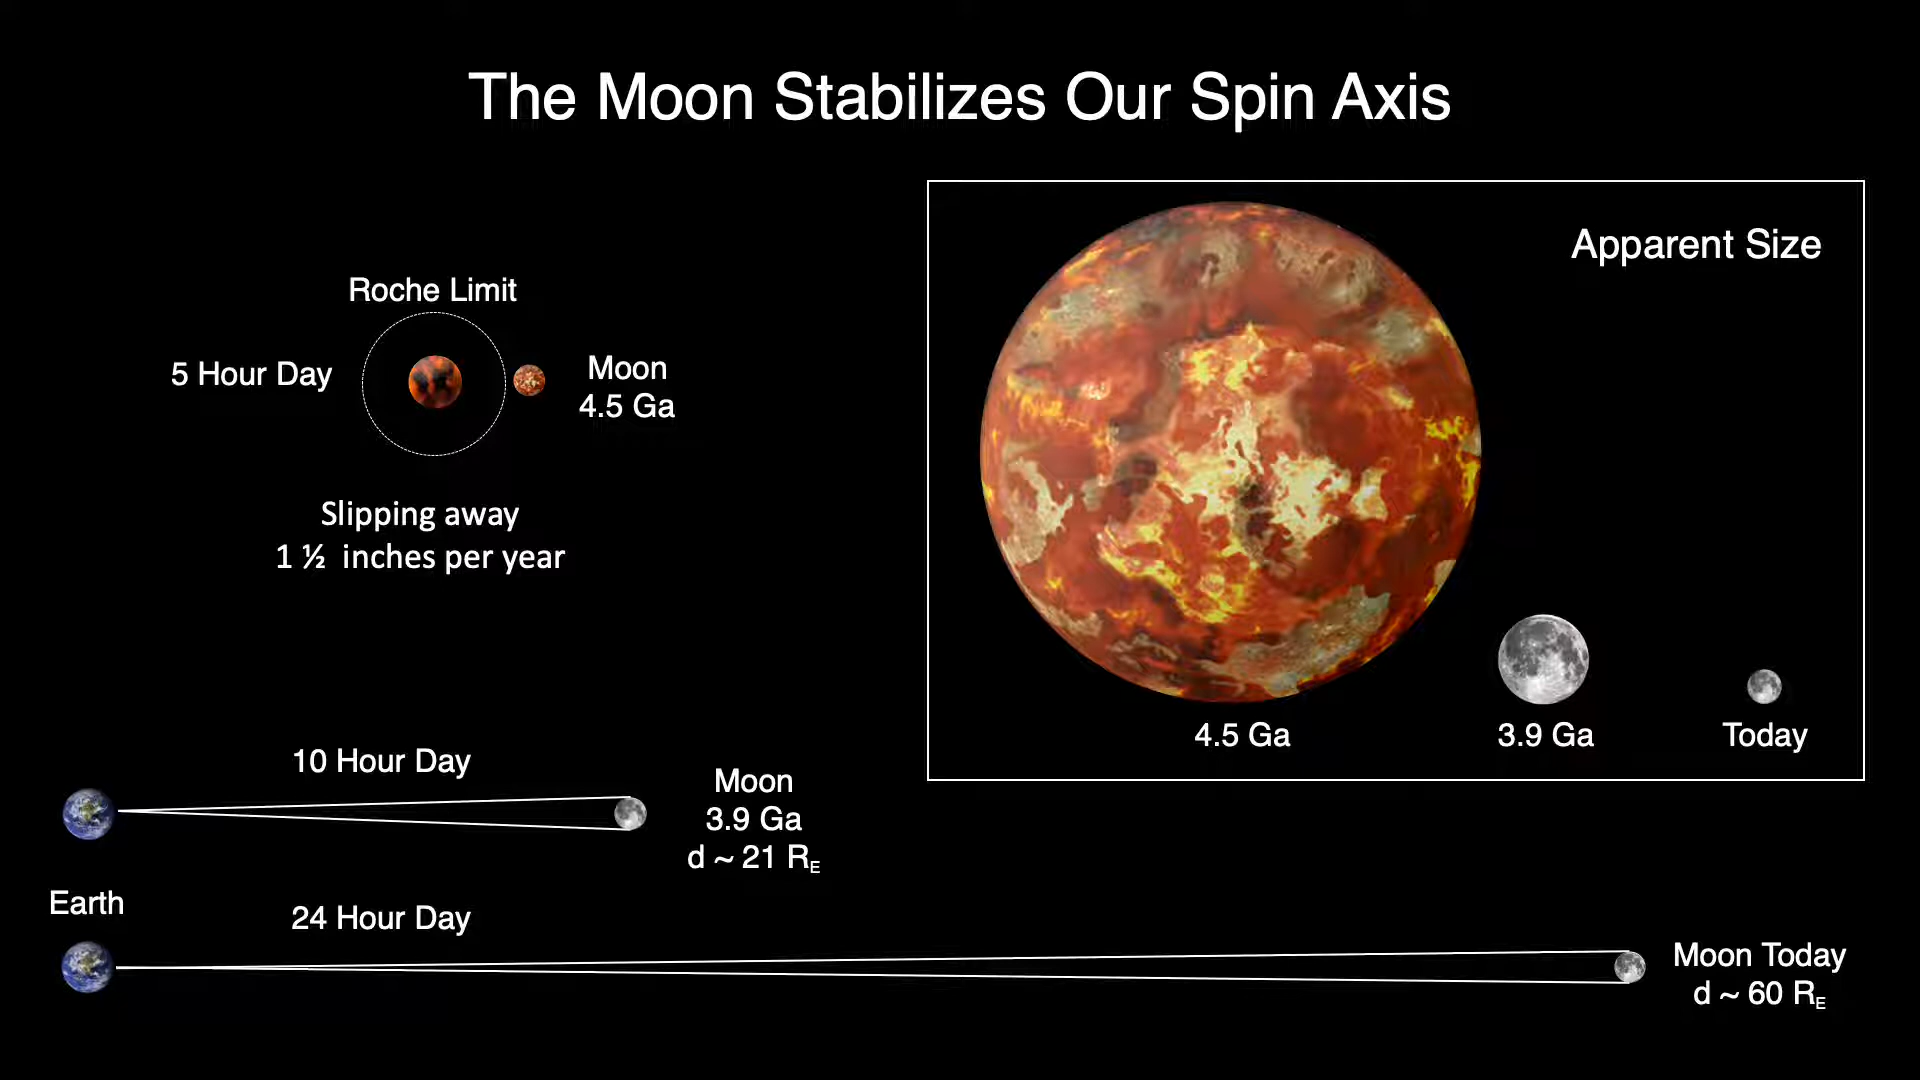 The Moon Stabilizes Our Spin Axis
Roche Limit
5 Hour Day
Moon
4.5 Ga
Slipping away
1 ½ inches per year
Apparent Size
4.5 Ga
3.9 Ga
Today
10 Hour Day
Moon
3.9 Ga
d ~ 21 RE
Earth
24 Hour Day
Moon Today
d ~ 60 RE